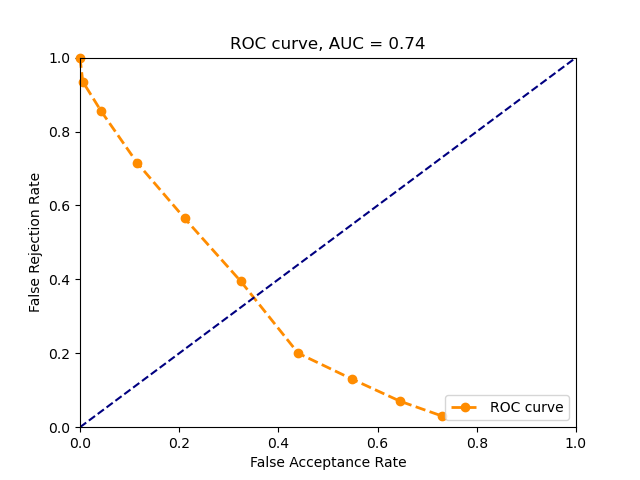 ROC curve, AUC = 0.74
False Rejection Rate
1.0
0.8
0.6
0.4
0.2
0.0
0.0 0.2 0.4 0.6 0.8 1.0
False Acceptance Rate
ROC curve